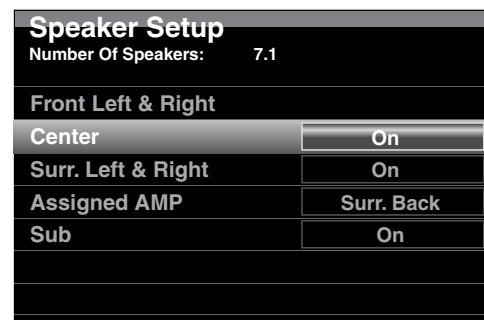 Speaker Setup
Number Of Speakers: 7.1
Front Left & Right
Center On
Surr. Left & Right On
Assigned AMP Surr. Back
Sub On